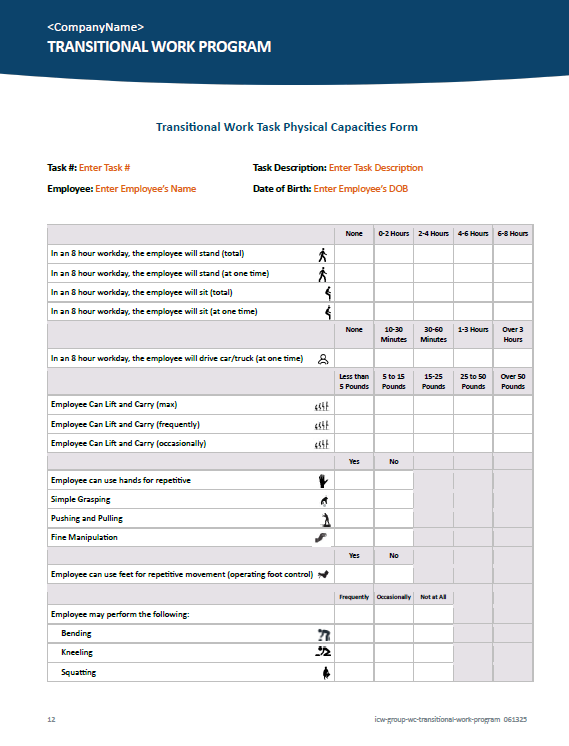 <CompanyName>
TRANSITIONAL WORK PROGRAM
Transitional Work Task Physical Capacities Form
Task #: Enter Task # Task Description: Enter Task Description
Employee: Enter Employee's Name Date of Birth: Enter Employee's DOB
None 0-2 Hours 2-4 Hours 4-6 Hours 6-8 Hours
In an 8 hour workday, the employee will stand (total)
In an 8 hour workday, the employee will stand (at one time)
In an 8 hour workday, the employee will sit (total)
In an 8 hour workday, the employee will sit (at one time)
None 10-30 Minutes 30-60 Minutes 1-3 Hours Over 3 Hours
In an 8 hour workday, the employee will drive car/truck (at one time)
Less than 5 Pounds 5 to 15 Pounds 15-25 Pounds 25 to 50 Pounds Over 50 Pounds
Employee Can Lift and Carry (max)
Employee Can Lift and Carry (frequently)
Employee Can Lift and Carry (occasionally)
Yes No
Employee can use hands for repetitive
Simple Grasping
Pushing and Pulling
Fine Manipulation
Yes No
Employee can use feet for repetitive movement (operating foot control)
Frequently Occasionally Not at All
Employee may perform the following:
Bending
Kneeling
Squatting
12 icw-group-wc-transitional-work-program 061325